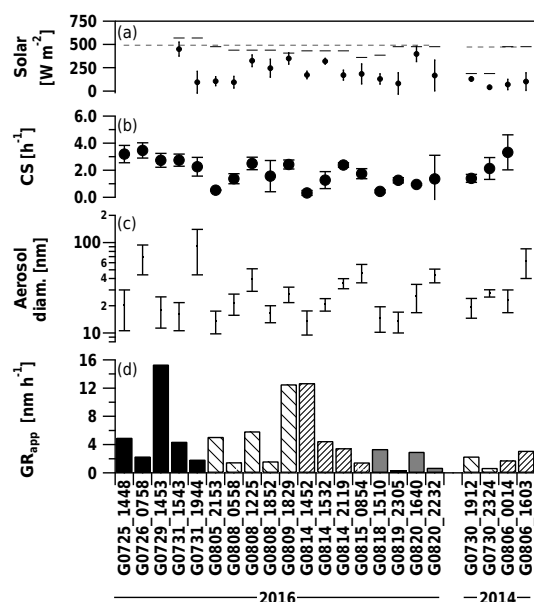 (a)
Solar
[W m-2]
750
500
250
0
(b)
CS [h-1]
6.0
4.0
2.0
0.0
(c)
Aerosol
diam. [nm]
2
100
8
6
4
2
10
(d)
GRapp
[nm h-1]
16
12
8
4
0
G0725_1448
G0726_0758
G0729_1453
G0731_1543
G0731_1944
G0805_2153
G0808_0558
G0808_1225
G0808_1852
G0809_1829
G0814_1452
G0814_1532
G0814_2119
G0815_0854
G0818_1510
G0819_2305
G0820_1640
G0820_2232
G0730_1912
G0730_2324
G0806_0014
G0806_1603
2016
2014